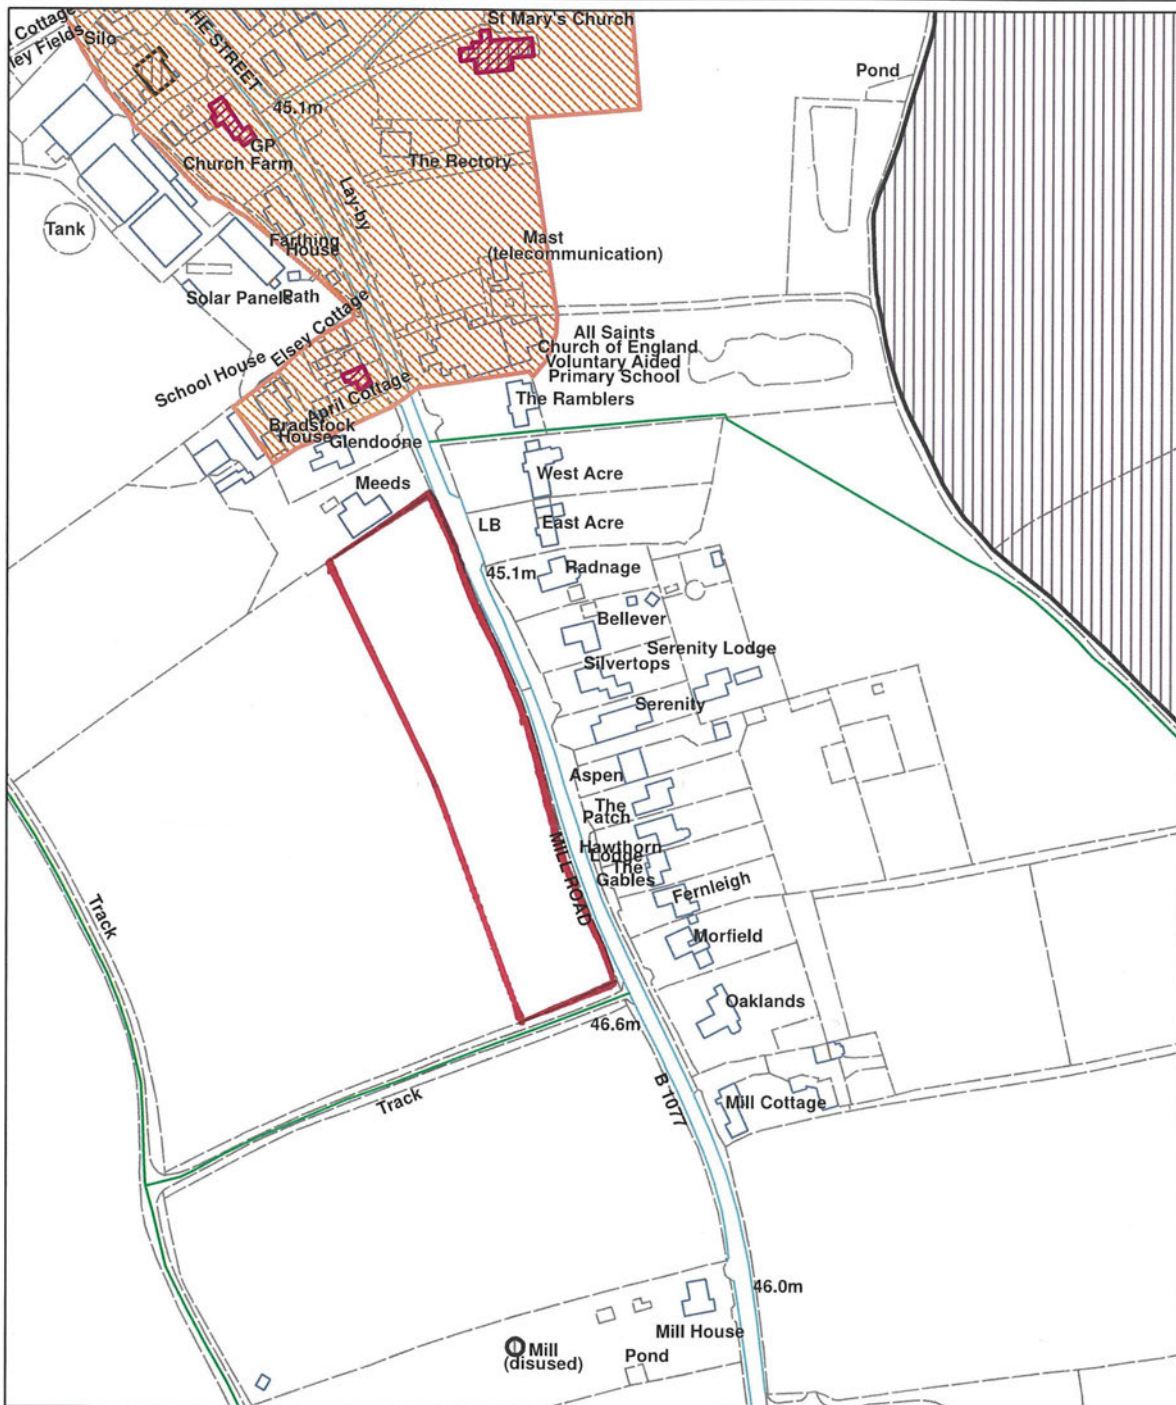 St Mary's Church
Cottage
ley Fields
Silo
THE STREET
Pond
45.1m
GP
Church Farm
The Rectory
Lay-by
Tank
Farthing
House
Mast
(telecommunication)
Solar Panels
Path
Elsey Cottage
School House
All Saints
Church of England
Voluntary Aided
Primary School
April Cottage
The Ramblers
Bradstock
House
Glendoone
West Acre
Meeds
LB
East Acre
45.1m
Radnage
Bellever
Serenity Lodge
Silvertops
Serenity
Aspen
The
Patch
Hawthorn
Lodge
The
Gables
MILL ROAD
Fernleigh
Track
Morfield
Oaklands
46.6m
Track
B 1077
Mill Cottage
46.0m
Mill House
Mill
(disused)
Pond